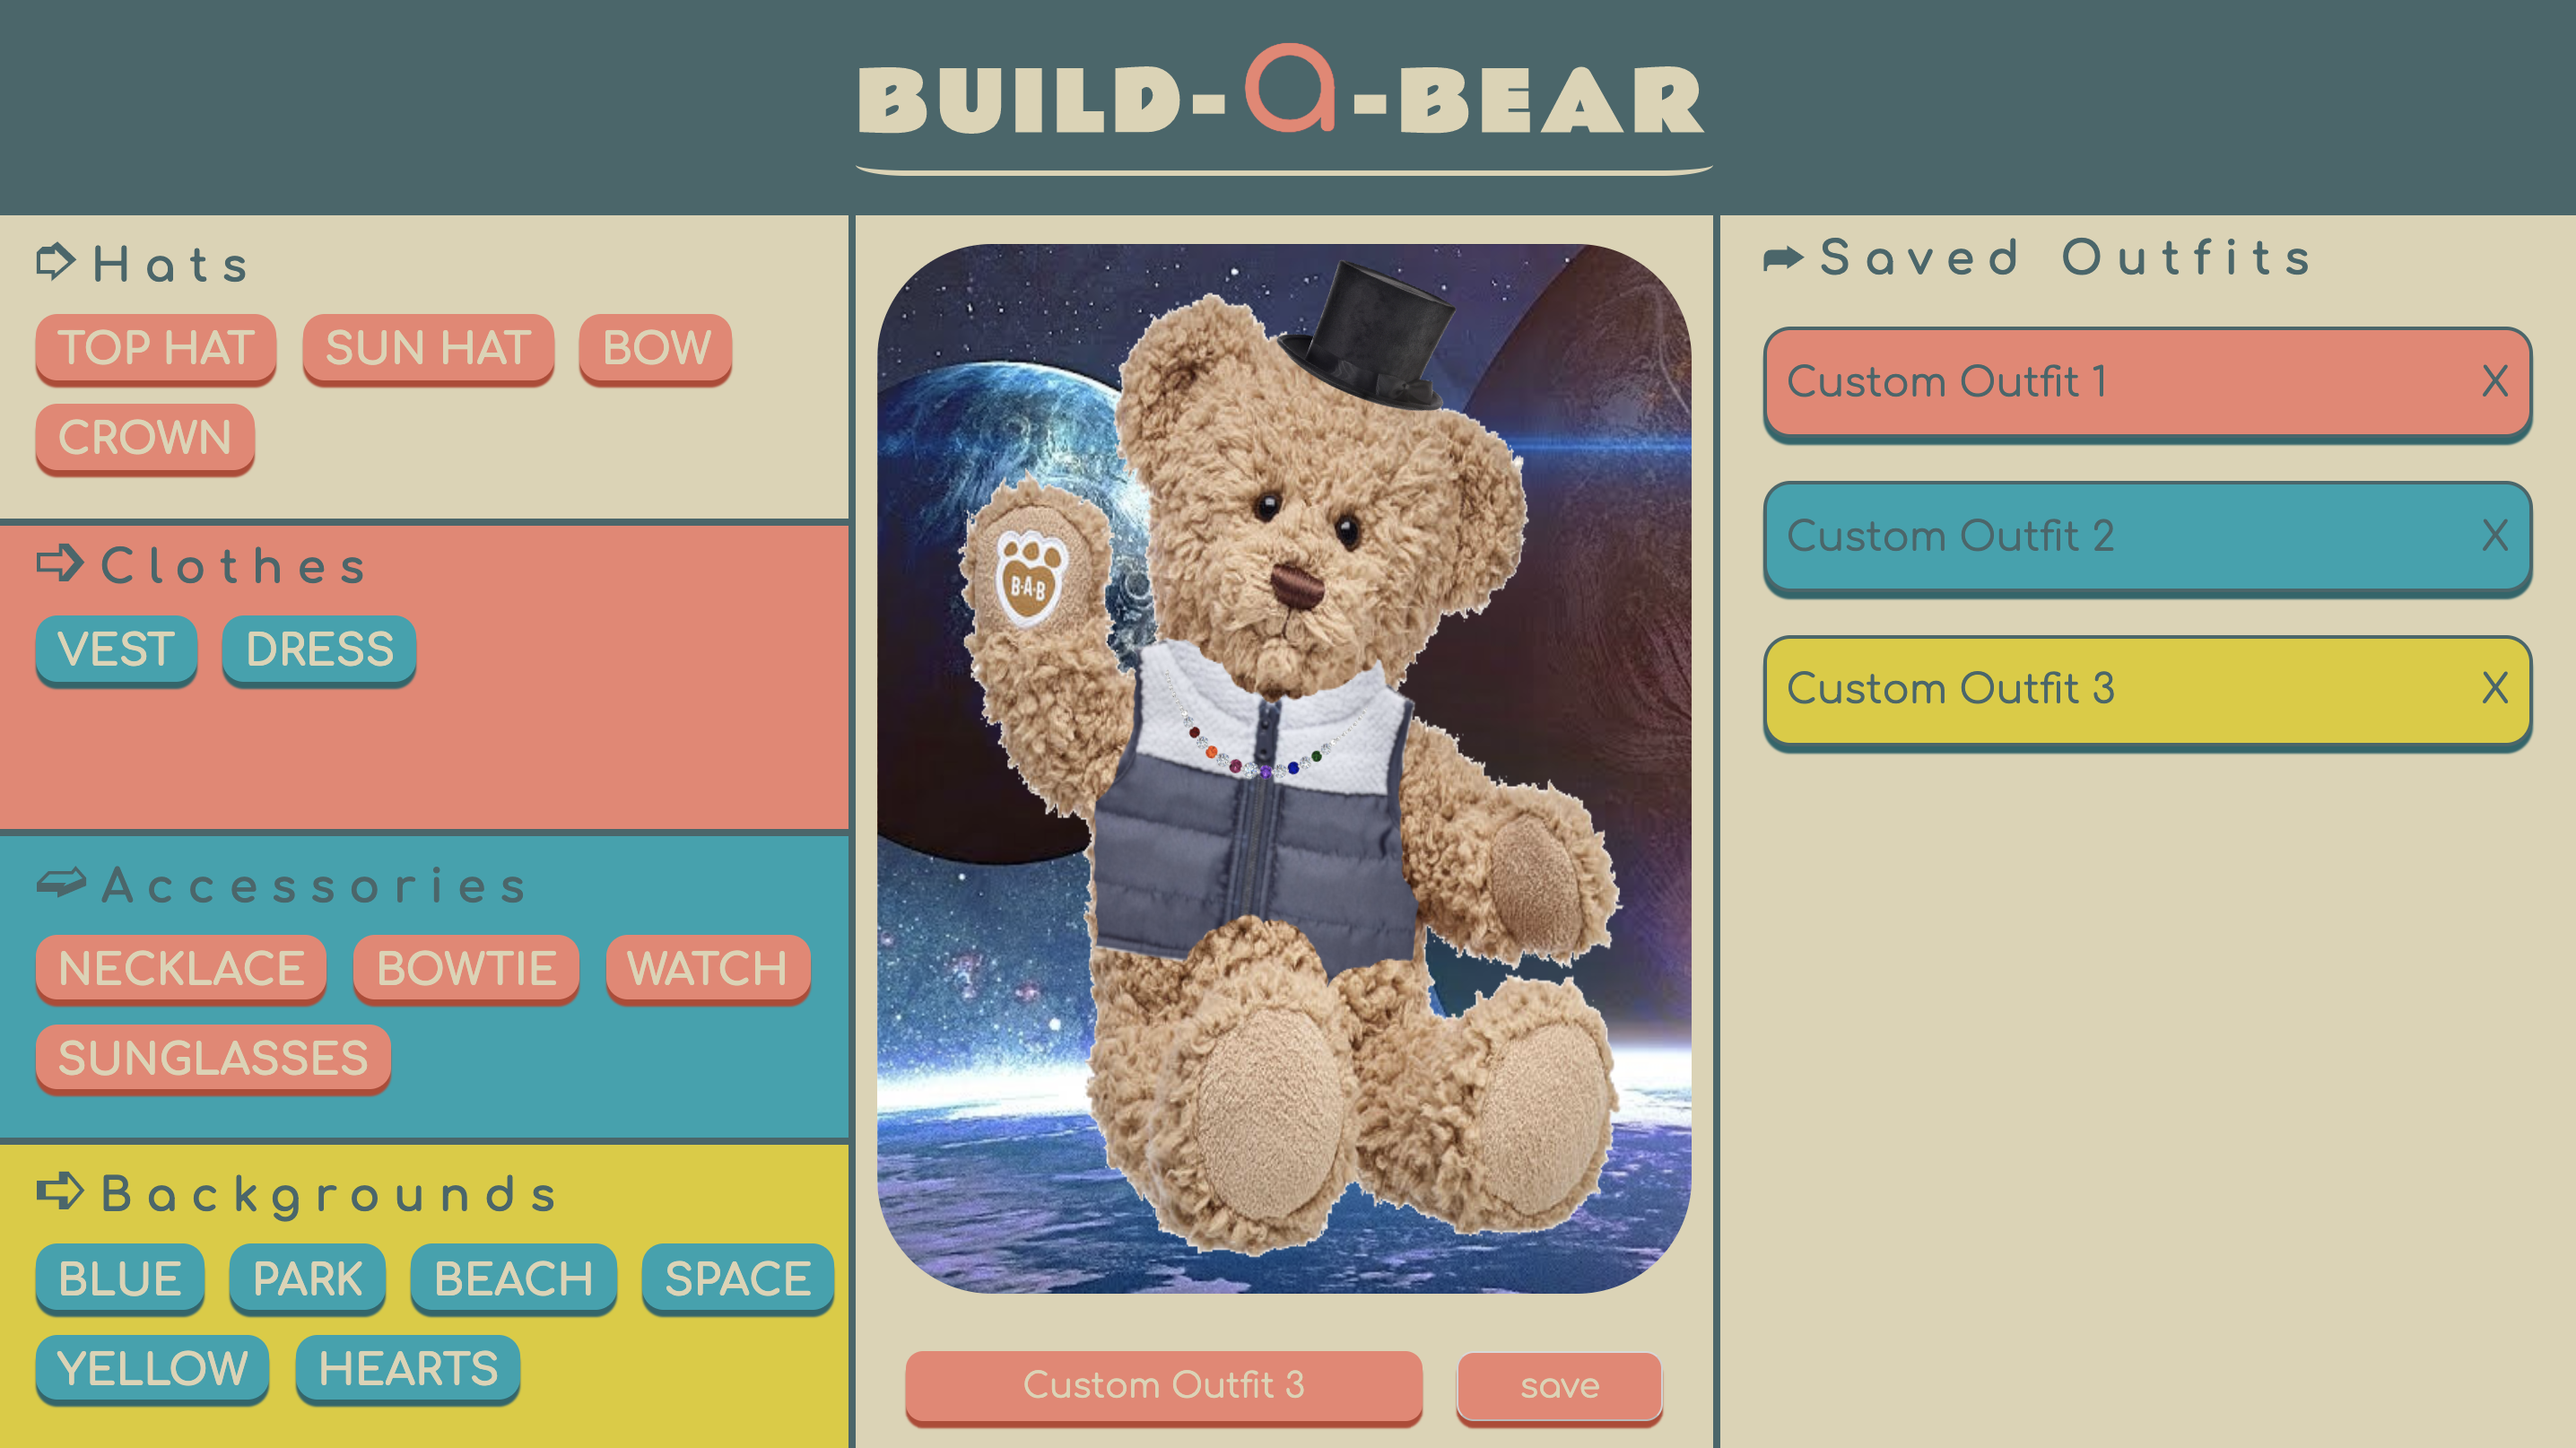 BUILD-a-BEAR
Hats
TOP HAT SUN HAT BOW
CROWN
Clothes
VEST DRESS
Accessories
NECKLACE BOWTIE WATCH
SUNGLASSES
Backgrounds
BLUE PARK BEACH SPACE
YELLOW HEARTS
B-A-B
Custom Outfit 3 save
Saved Outfits
Custom Outfit 1 X
Custom Outfit 2 X
Custom Outfit 3 X